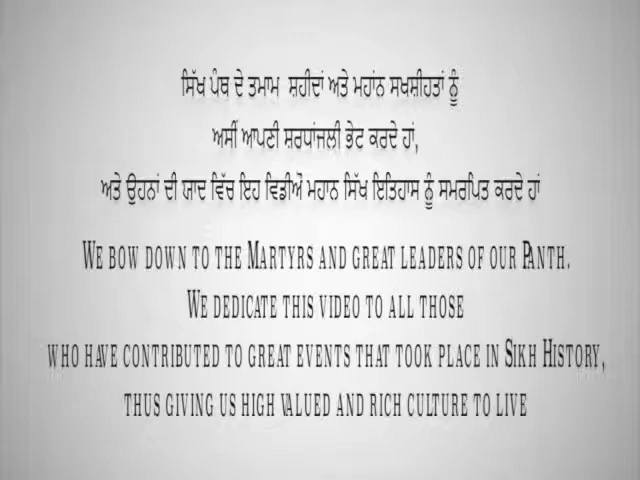 ਸਿੱਖ ਪੰਥ ਦੇ ਤਮਾਮ ਸ਼ਹੀਦਾਂ ਅਤੇ ਮਹਾਂਨ ਸਖਸ਼ੀਹਤਾਂ ਨੂੰ
ਅਸੀਂ ਆਪਣੀ ਸ਼ਰਧਾਂਜਲੀ ਭੇਟ ਕਰਦੇ ਹਾਂ,
ਅਤੇ ਉਹਨਾਂ ਦੀ ਯਾਦ ਵਿੱਚ ਇਹ ਵਿਡੀਓ ਮਹਾਨ ਸਿੱਖ ਇਤਿਹਾਸ ਨੂੰ ਸਮਰਪਿਤ ਕਰਦੇ ਹਾਂ
WE BOW DOWN TO THE MARTYRS AND GREAT LEADERS OF OUR PANTH.
WE DEDICATE THIS VIDEO TO ALL THOSE
WHO HAVE CONTRIBUTED TO GREAT EVENTS THAT TOOK PLACE IN SIKH HISTORY,
THUS GIVING US HIGH VALUED AND RICH CULTURE TO LIVE